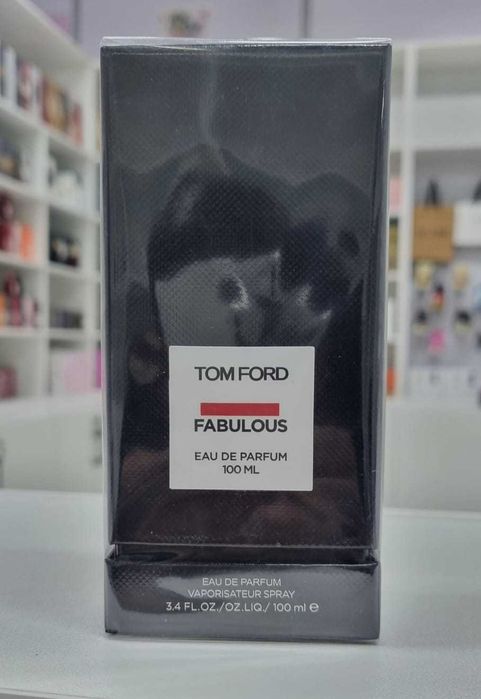 TOM FORD
FABULOUS
EAU DE PARFUM
100 ML
EAU DE PARFUM
VAPORISATEUR SPRAY
3.4 FL.OZ./OZ.LIQ./ 100 ml ℮